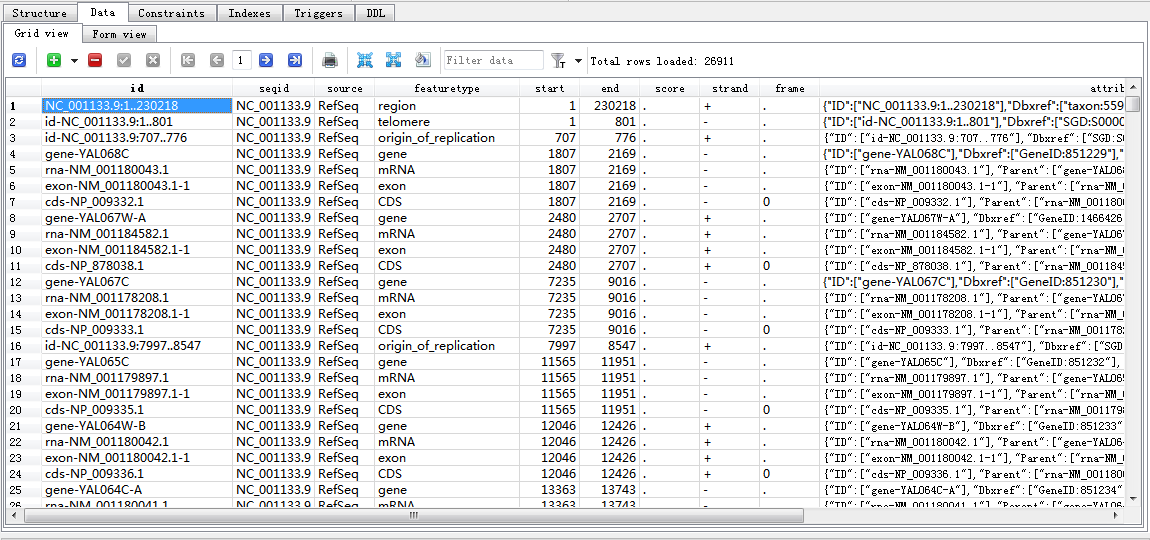 Structure Data Constraints Indexes Triggers DDL
Grid view Form view
1 Filter data Total rows loaded: 26911
id seqid source featuretype start end score strand frame attrib
1 NC_001133.9:1..230218 NC_001133.9 RefSeq region 1 230218 . + . {"ID":["NC_001133.9:1..230218"],"Dbxref":["taxon:559
2 id-NC_001133.9:1..801 NC_001133.9 RefSeq telomere 1 801 . - . {"ID":["id-NC_001133.9:1..801"],"Dbxref":["SGD:S0000
3 id-NC_001133.9:707..776 NC_001133.9 RefSeq origin_of_replication 707 776 . + . {"ID":["id-NC_001133.9:707..776"],"Dbxref":["SGD:S0
4 gene-YAL068C NC_001133.9 RefSeq gene 1807 2169 . - . {"ID":["gene-YAL068C"],"Dbxref":["GeneID:851229"],"
5 rna-NM_001180043.1 NC_001133.9 RefSeq mRNA 1807 2169 . - . {"ID":["rna-NM_001180043.1"],"Parent":["gene-YAL068
6 exon-NM_001180043.1-1 NC_001133.9 RefSeq exon 1807 2169 . - . {"ID":["exon-NM_001180043.1-1"],"Parent":["rna-NM_0
7 cds-NP_009332.1 NC_001133.9 RefSeq CDS 1807 2169 . - 0 {"ID":["cds-NP_009332.1"],"Parent":["rna-NM_0011800
8 gene-YAL067W-A NC_001133.9 RefSeq gene 2480 2707 . + . {"ID":["gene-YAL067W-A"],"Dbxref":["GeneID:1466426
9 rna-NM_001184582.1 NC_001133.9 RefSeq mRNA 2480 2707 . + . {"ID":["rna-NM_001184582.1"],"Parent":["gene-YAL067
10 exon-NM_001184582.1-1 NC_001133.9 RefSeq exon 2480 2707 . + . {"ID":["exon-NM_001184582.1-1"],"Parent":["rna-NM_0
11 cds-NP_878038.1 NC_001133.9 RefSeq CDS 2480 2707 . + 0 {"ID":["cds-NP_878038.1"],"Parent":["rna-NM_0011845
12 gene-YAL067C NC_001133.9 RefSeq gene 7235 9016 . - . {"ID":["gene-YAL067C"],"Dbxref":["GeneID:851230"],"
13 rna-NM_001178208.1 NC_001133.9 RefSeq mRNA 7235 9016 . - . {"ID":["rna-NM_001178208.1"],"Parent":["gene-YAL067
14 exon-NM_001178208.1-1 NC_001133.9 RefSeq exon 7235 9016 . - . {"ID":["exon-NM_001178208.1-1"],"Parent":["rna-NM_0
15 cds-NP_009333.1 NC_001133.9 RefSeq CDS 7235 9016 . - 0 {"ID":["cds-NP_009333.1"],"Parent":["rna-NM_0011782
16 id-NC_001133.9:7997..8547 NC_001133.9 RefSeq origin_of_replication 7997 8547 . + . {"ID":["id-NC_001133.9:7997..8547"],"Dbxref":["SGD
17 gene-YAL065C NC_001133.9 RefSeq gene 11565 11951 . - . {"ID":["gene-YAL065C"],"Dbxref":["GeneID:851232"],"
18 rna-NM_001179897.1 NC_001133.9 RefSeq mRNA 11565 11951 . - . {"ID":["rna-NM_001179897.1"],"Parent":["gene-YAL065
19 exon-NM_001179897.1-1 NC_001133.9 RefSeq exon 11565 11951 . - . {"ID":["exon-NM_001179897.1-1"],"Parent":["rna-NM_0
20 cds-NP_009335.1 NC_001133.9 RefSeq CDS 11565 11951 . - 0 {"ID":["cds-NP_009335.1"],"Parent":["rna-NM_0011798
21 gene-YAL064W-B NC_001133.9 RefSeq gene 12046 12426 . + . {"ID":["gene-YAL064W-B"],"Dbxref":["GeneID:851233"
22 rna-NM_001180042.1 NC_001133.9 RefSeq mRNA 12046 12426 . + . {"ID":["rna-NM_001180042.1"],"Parent":["gene-YAL064
23 exon-NM_001180042.1-1 NC_001133.9 RefSeq exon 12046 12426 . + . {"ID":["exon-NM_001180042.1-1"],"Parent":["rna-NM_0
24 cds-NP_009336.1 NC_001133.9 RefSeq CDS 12046 12426 . + 0 {"ID":["cds-NP_009336.1"],"Parent":["rna-NM_0011800
25 gene-YAL064C-A NC_001133.9 RefSeq gene 13363 13743 . - . {"ID":["gene-YAL064C-A"],"Dbxref":["GeneID:851234"
26 rna-NM_001180041.1 NC_001133.9 RefSeq mRNA 13363 13743 . - . {"ID":["rna-NM_001180041.1"],"Parent":["gene-YAL064